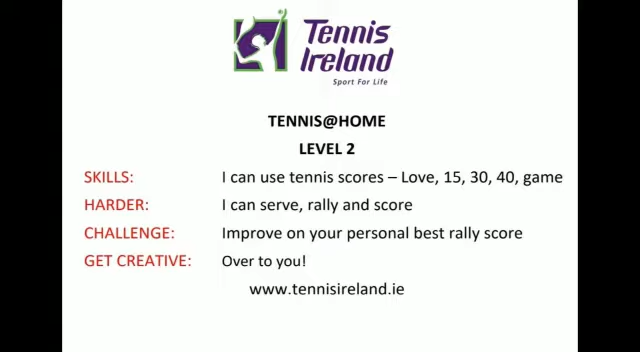 Tennis
Ireland
Sport For Life
TENNIS@HOME
LEVEL 2
SKILLS: I can use tennis scores – Love, 15, 30, 40, game
HARDER: I can serve, rally and score
CHALLENGE: Improve on your personal best rally score
GET CREATIVE: Over to you!
www.tennisireland.ie